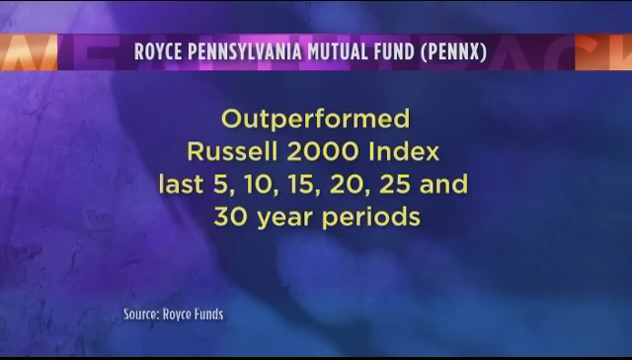 WEALTHTRACK
ROYCE PENNSYLVANIA MUTUAL FUND (PENNX)
Outperformed
Russell 2000 Index
last 5, 10, 15, 20, 25 and
30 year periods
Source: Royce Funds